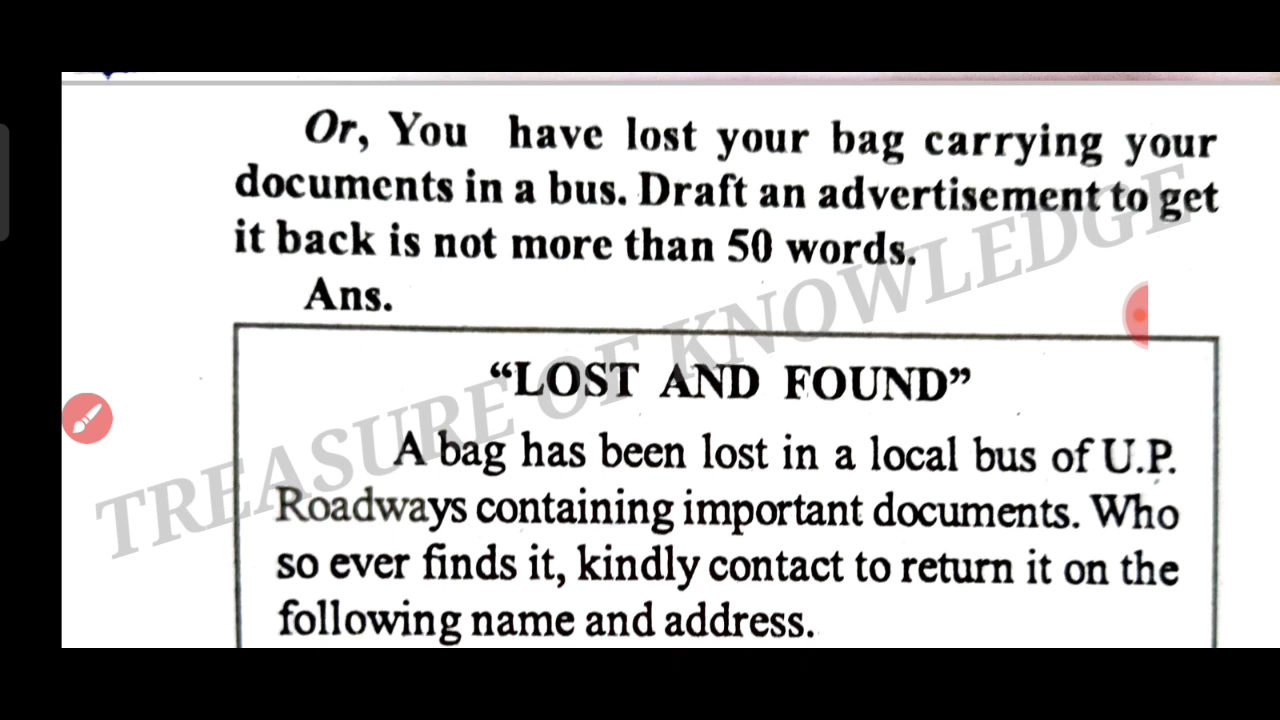 Or, You have lost your bag carrying your
documents in a bus. Draft an advertisement to get
it back is not more than 50 words.
Ans.
“LOST AND FOUND”
A bag has been lost in a local bus of U.P.
Roadways containing important documents. Who
so ever finds it, kindly contact to return it on the
following name and address.
TREASURE OF KNOWLEDGE